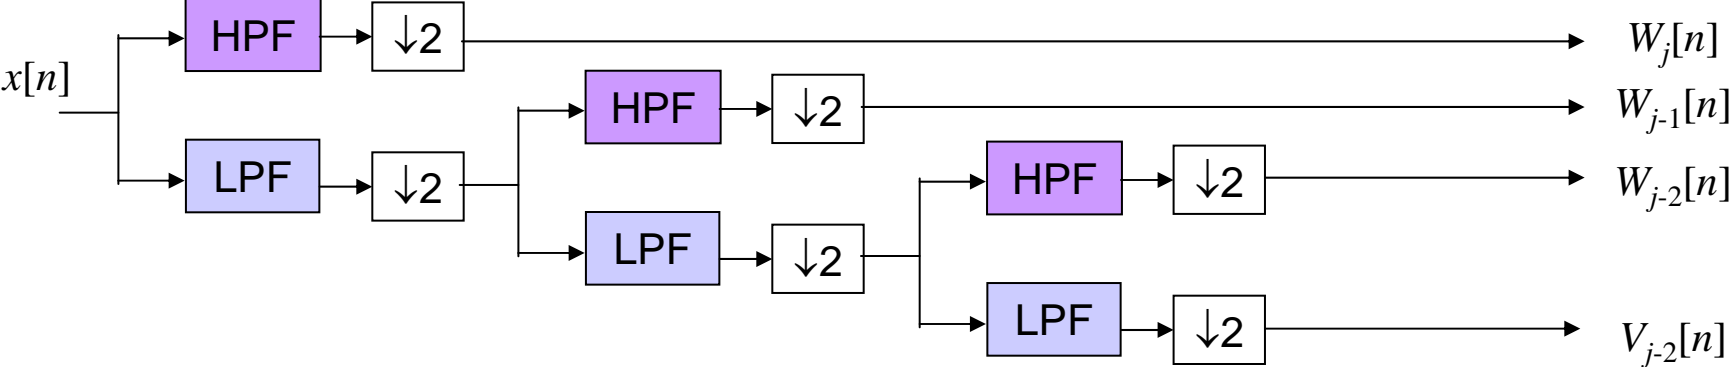 HPF ↓2 W_j[n]
x[n]
HPF ↓2 W_{j-1}[n]
LPF ↓2 HPF ↓2 W_{j-2}[n]
LPF ↓2
LPF ↓2 V_{j-2}[n]